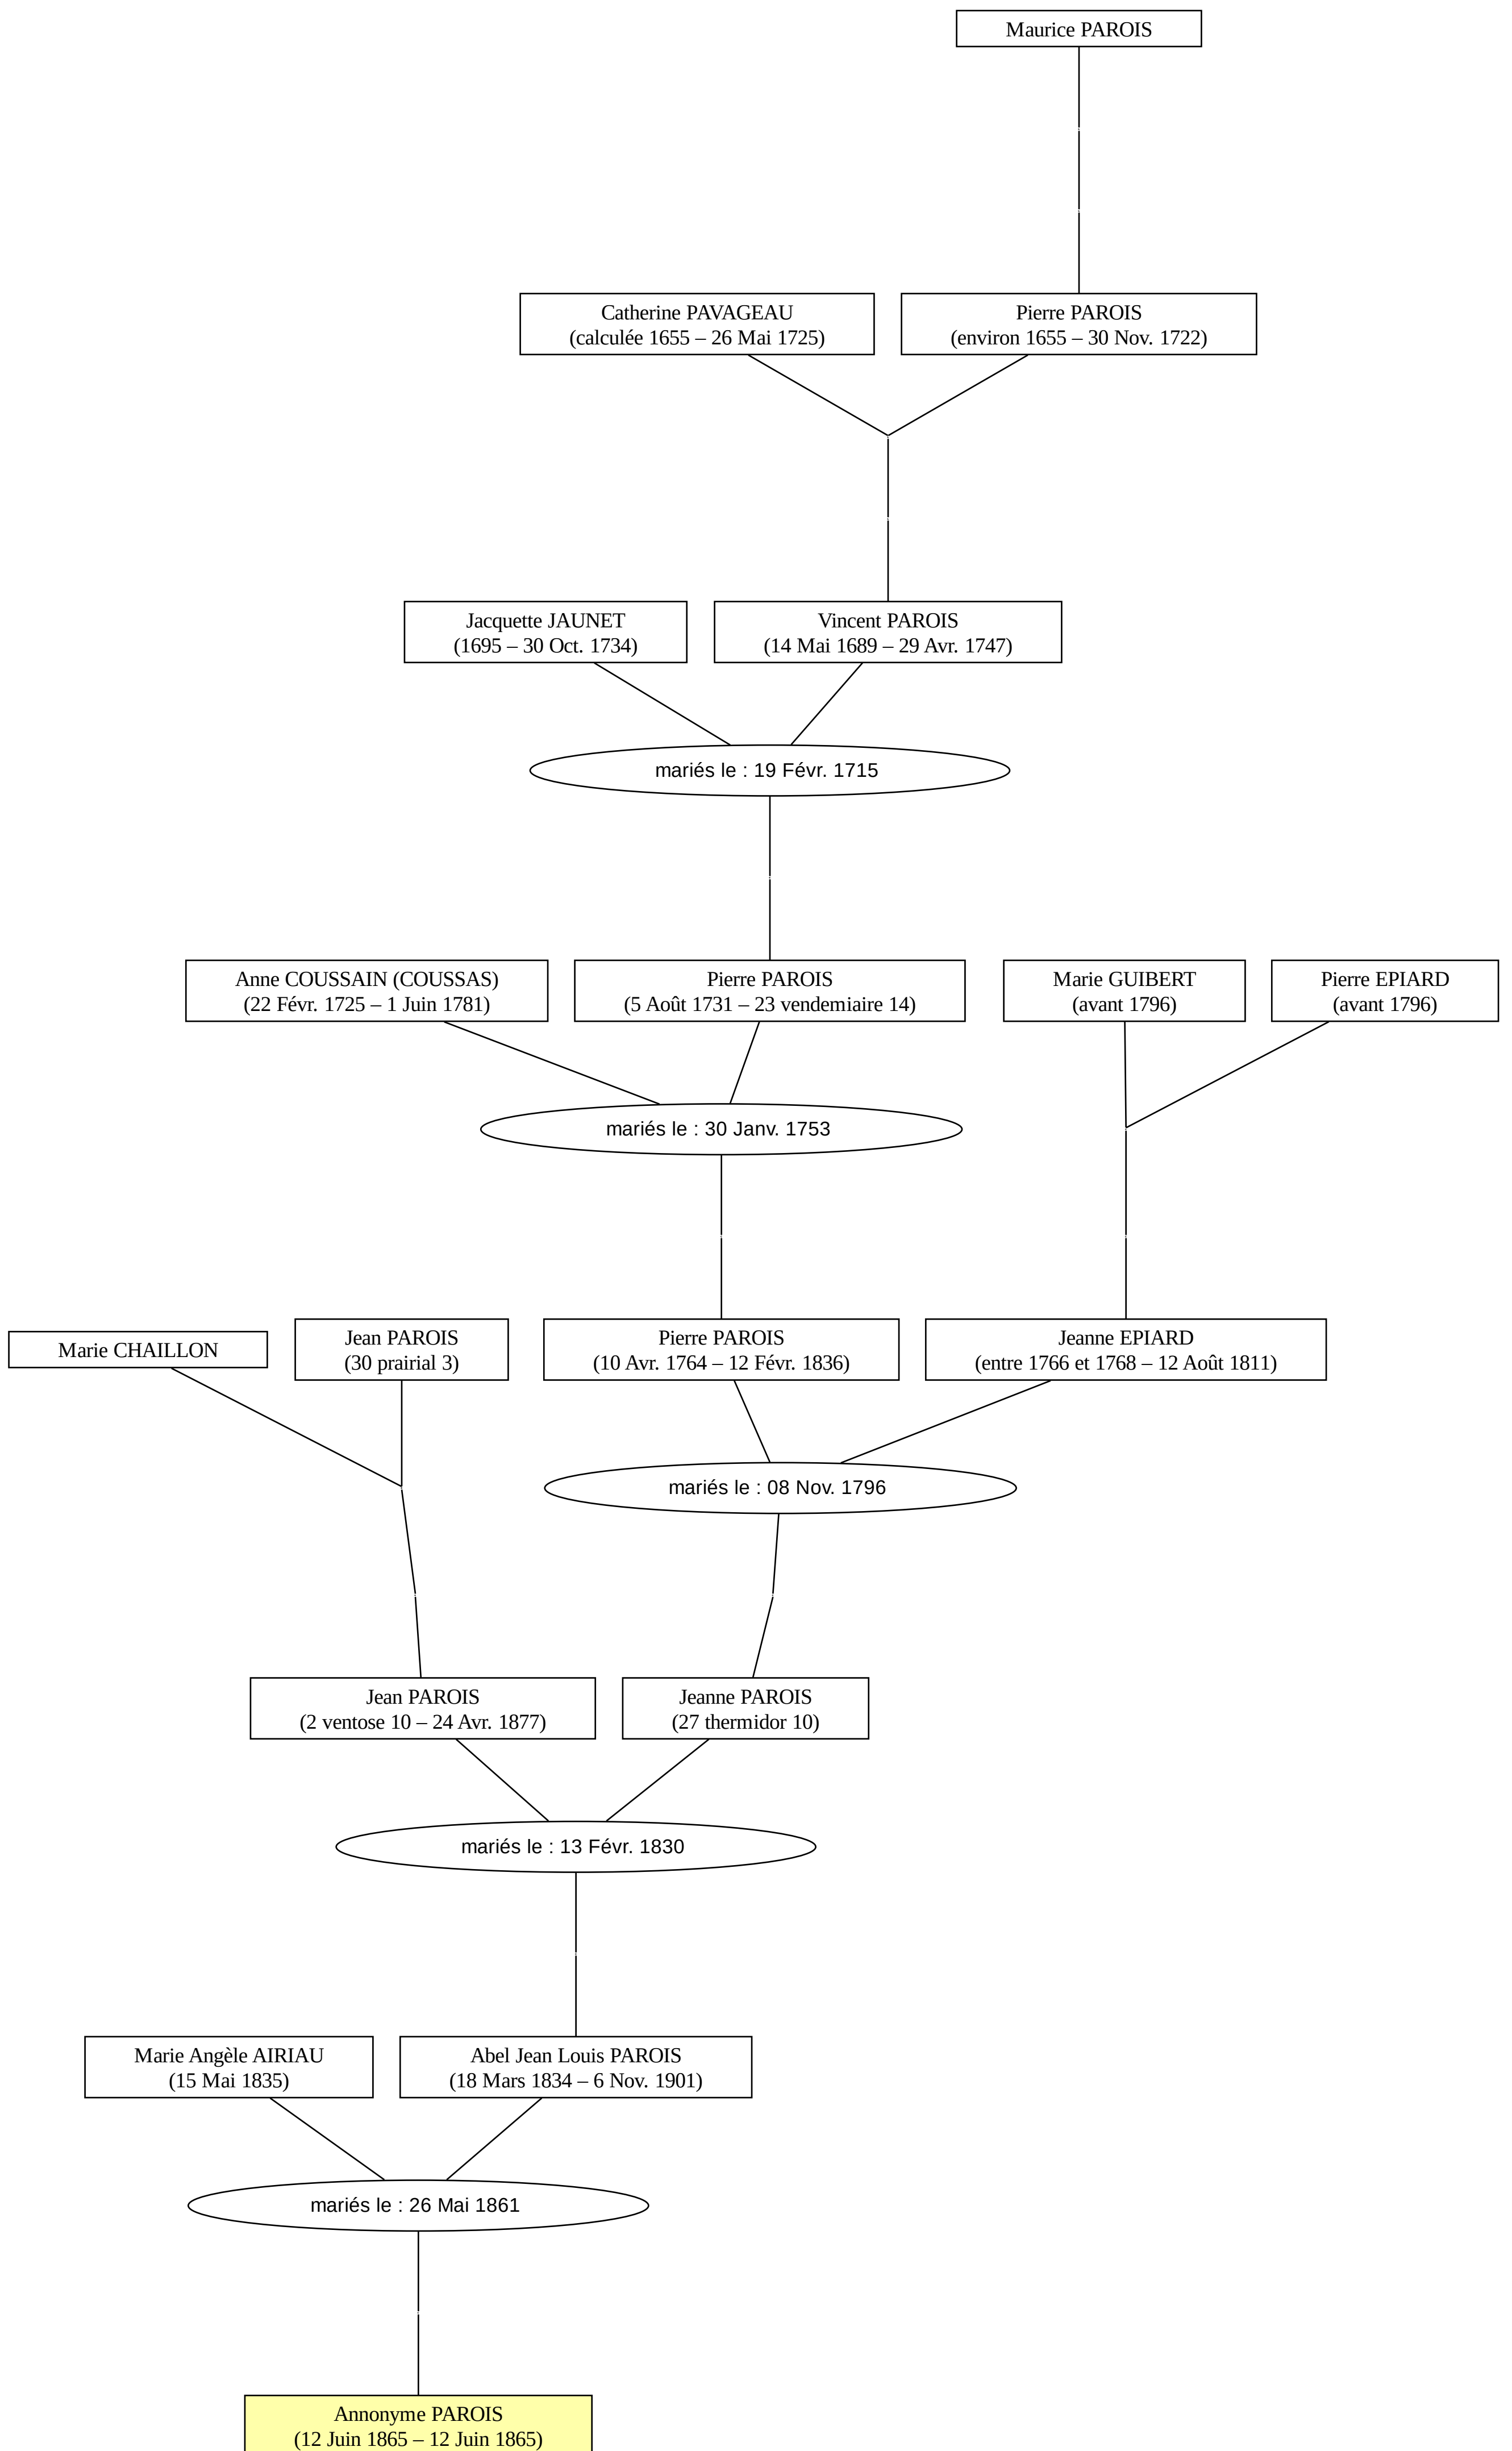 Maurice PAROIS
Catherine PAVAGEAU
(calculée 1655 – 26 Mai 1725)
Pierre PAROIS
(environ 1655 – 30 Nov. 1722)
Jacquette JAUNET
(1695 – 30 Oct. 1734)
Vincent PAROIS
(14 Mai 1689 – 29 Avr. 1747)
mariés le : 19 Févr. 1715
Anne COUSSAIN (COUSSAS)
(22 Févr. 1725 – 1 Juin 1781)
Pierre PAROIS
(5 Août 1731 – 23 vendemiaire 14)
Marie GUIBERT
(avant 1796)
Pierre EPIARD
(avant 1796)
mariés le : 30 Janv. 1753
Marie CHAILLON
Jean PAROIS
(30 prairial 3)
Pierre PAROIS
(10 Avr. 1764 – 12 Févr. 1836)
Jeanne EPIARD
(entre 1766 et 1768 – 12 Août 1811)
mariés le : 08 Nov. 1796
Jean PAROIS
(2 ventose 10 – 24 Avr. 1877)
Jeanne PAROIS
(27 thermidor 10)
mariés le : 13 Févr. 1830
Marie Angèle AIRIAU
(15 Mai 1835)
Abel Jean Louis PAROIS
(18 Mars 1834 – 6 Nov. 1901)
mariés le : 26 Mai 1861
Annonyme PAROIS
(12 Juin 1865 – 12 Juin 1865)